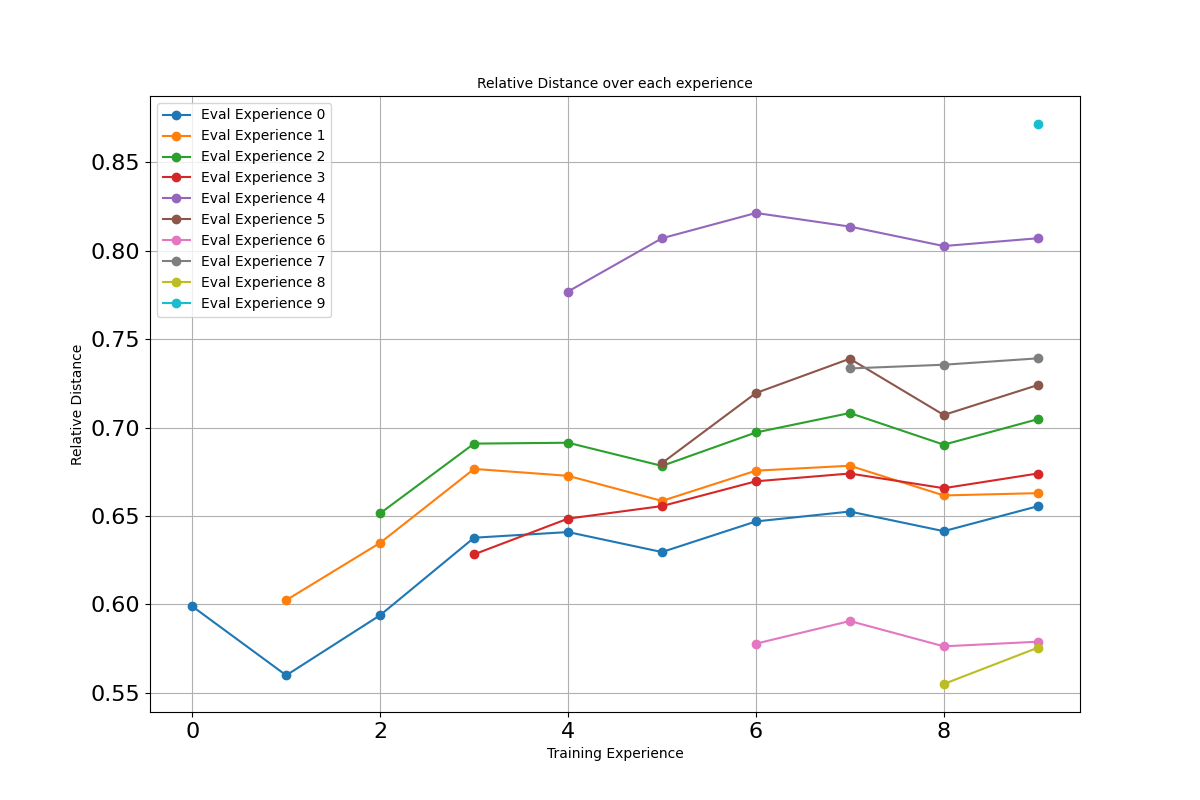 Relative Distance over each experience
Eval Experience 0
Eval Experience 1
Eval Experience 2
Eval Experience 3
Eval Experience 4
Eval Experience 5
Eval Experience 6
Eval Experience 7
Eval Experience 8
Eval Experience 9
0.85
0.80
0.75
0.70
0.65
0.60
0.55
Relative Distance
0 2 4 6 8
Training Experience